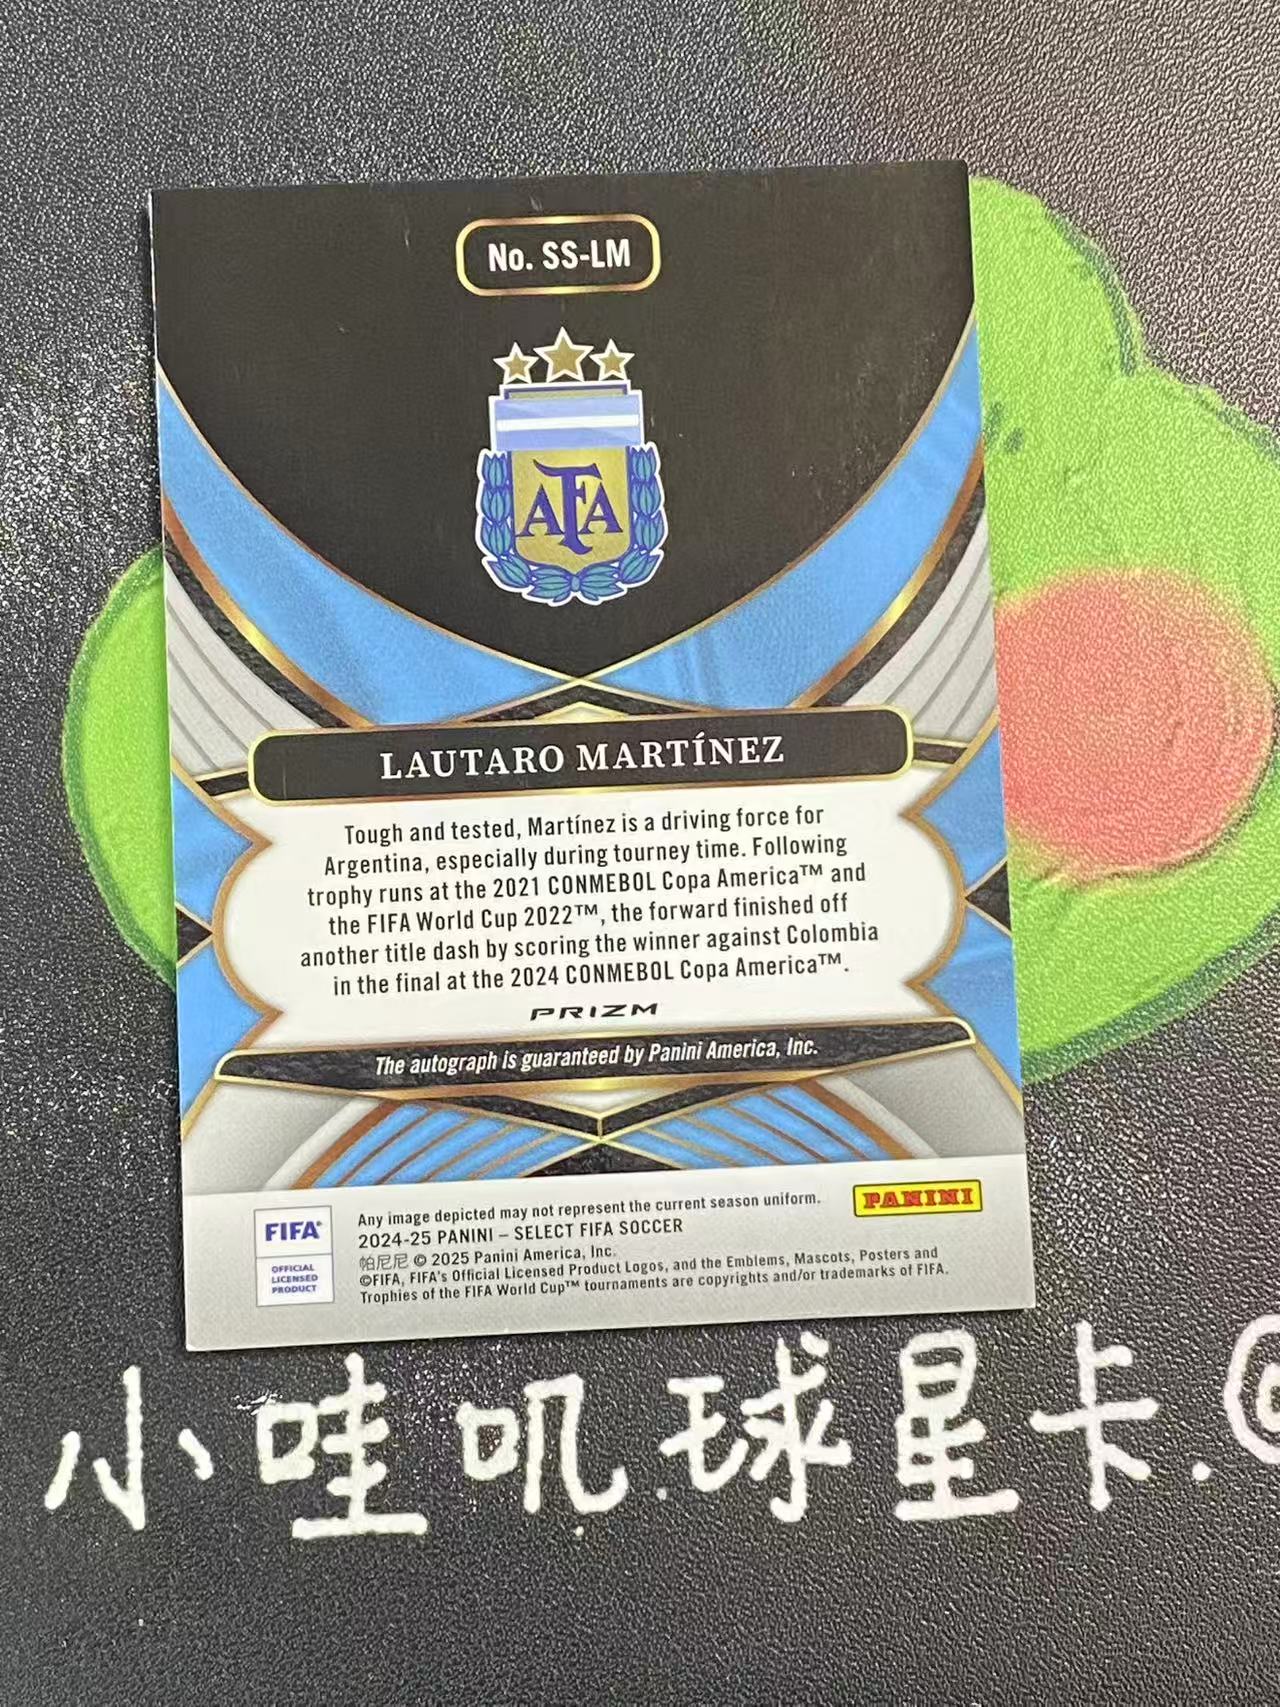 No. SS-LM
AFA
LAUTARO MARTÍNEZ
Tough and tested, Martínez is a driving force for
Argentina, especially during tourney time. Following
trophy runs at the 2021 CONMEBOL Copa America™ and
the FIFA World Cup 2022™, the forward finished off
another title dash by scoring the winner against Colombia
in the final at the 2024 CONMEBOL Copa America™.
PRIZM
The autograph is guaranteed by Panini America, Inc.
FIFA®
OFFICIAL
LICENSED
PRODUCT
Any image depicted may not represent the current season uniform.
2024-25 PANINI – SELECT FIFA SOCCER
帕尼尼 © 2025 Panini America, Inc.
©FIFA, FIFA's Official Licensed Product Logos, and the Emblems, Mascots, Posters and
Trophies of the FIFA World Cup™ tournaments are copyrights and/or trademarks of FIFA.
PANINI
小哇叽.球星卡.@